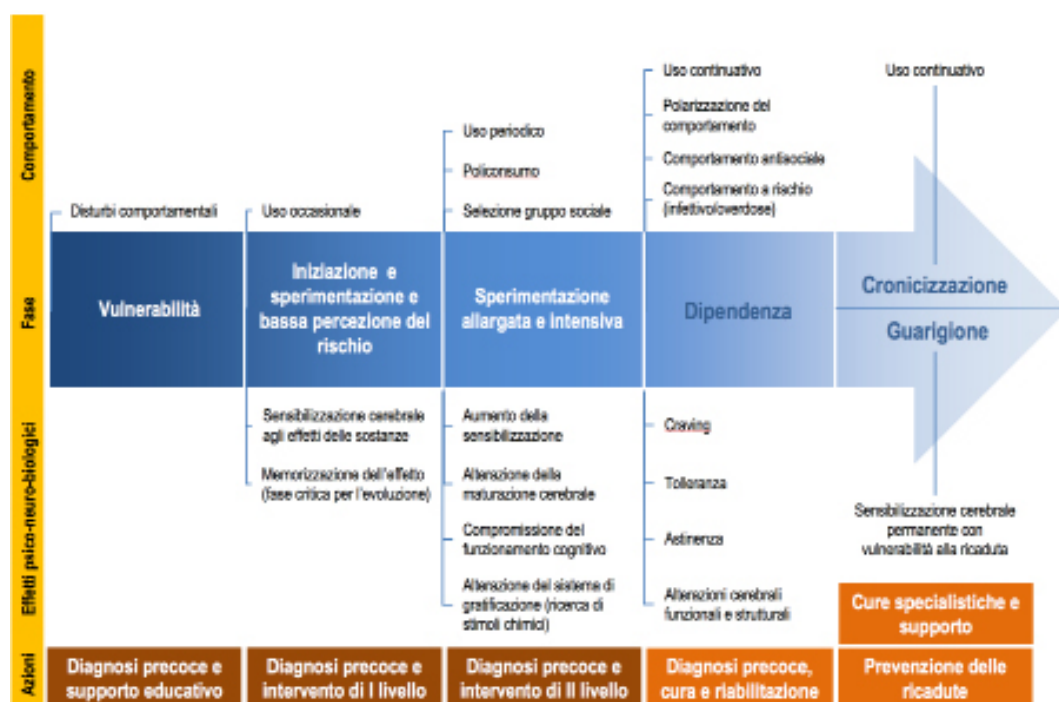 Comportamento
Uso continuativo
Uso continuativo
Polarizzazione del
comportamento
Uso periodico
Policonsumo
Comportamento antisociale
Comportamento a rischio
(infettivo/overdose)
Disturbi comportamentali
Uso occasionale
Selezione gruppo sociale
Fase
Vulnerabilità
Iniziazione e
sperimentazione e
bassa percezione del
rischio
Sperimentazione
allargata e intensiva
Dipendenza
Cronicizzazione
Guarigione
Effetti psico-neuro-biologici
Sensibilizzazione cerebrale
agli effetti delle sostanze
Memorizzazione dell'effetto
(fase critica per l'evoluzione)
Aumento della
sensibilizzazione
Alterazione della
maturazione cerebrale
Compromissione del
funzionamento cognitivo
Alterazione del sistema di
gratificazione (ricerca di
stimoli chimici)
Craving
Tolleranza
Astinenza
Alterazioni cerebrali
funzionali e strutturali
Sensibilizzazione cerebrale
permanente con
vulnerabilità alla ricaduta
Azioni
Diagnosi precoce e
supporto educativo
Diagnosi precoce e
intervento di I livello
Diagnosi precoce e
intervento di II livello
Diagnosi precoce,
cura e riabilitazione
Cure specialistiche e
supporto
Prevenzione delle
ricadute